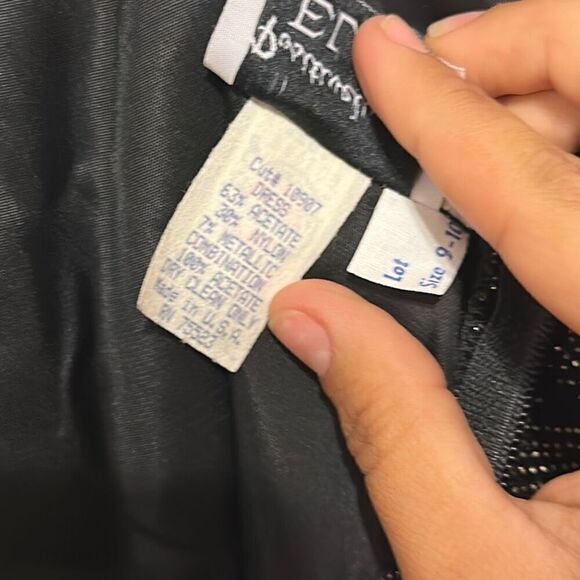 Cut# 10907
DRESS
63% ACETATE
30% NYLON
7% METALLIC
COMBINATION
100% ACETATE
DRY CLEAN ONLY
Made in U.S.A.
RN 75523
Lot
Size 9-10